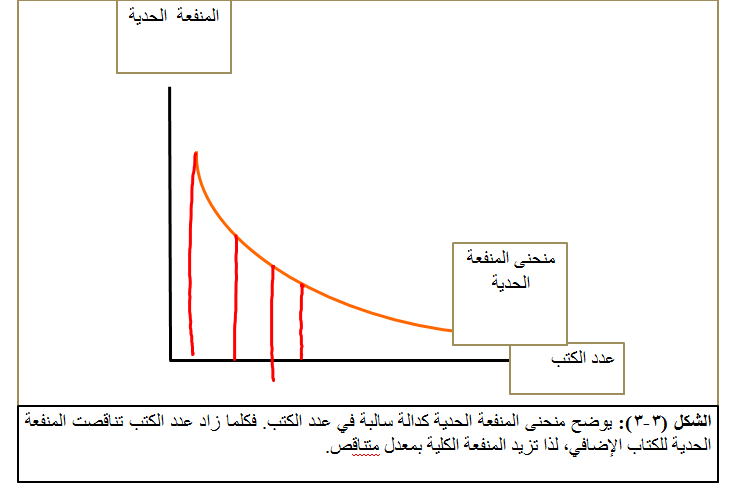 المنفعة الحدية
منحنى المنفعة
الحدية
عدد الكتب
الشكل (٣-٣): يوضح منحنى المنفعة الحدية كدالة سالبة في عدد الكتب. فكلما زاد عدد الكتب تناقصت المنفعة
الحدية للكتاب الإضافي، لذا تزيد المنفعة الكلية بمعدل متناقص.